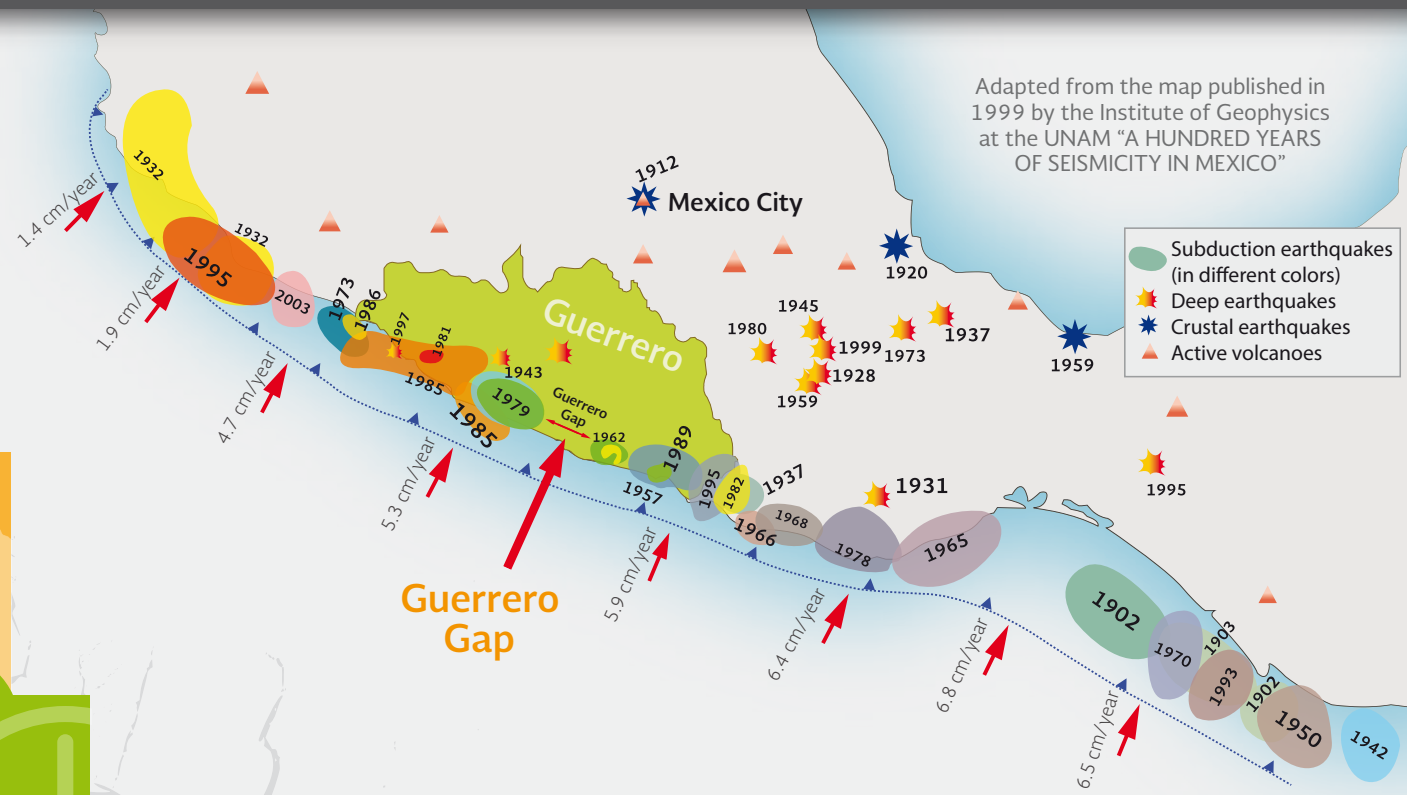 Adapted from the map published in
1999 by the Institute of Geophysics
at the UNAM “A HUNDRED YEARS
OF SEISMICITY IN MEXICO”
Subduction earthquakes
(in different colors)
Deep earthquakes
Crustal earthquakes
Active volcanoes
1912
Mexico City
1920
1959
1932
1932
1995
2003
1973
1986
1997
1981
1985
1985
1943
1979
Guerrero
Guerrero
Gap
1962
1989
1957
1995
1982
1937
1966
1968
1978
1965
1931
1945
1980
1999
1928
1959
1973
1937
1995
1902
1970
1903
1993
1902
1950
1942
Guerrero
Gap
1.4 cm/year
1.9 cm/year
4.7 cm/year
5.3 cm/year
5.9 cm/year
6.4 cm/year
6.8 cm/year
6.5 cm/year